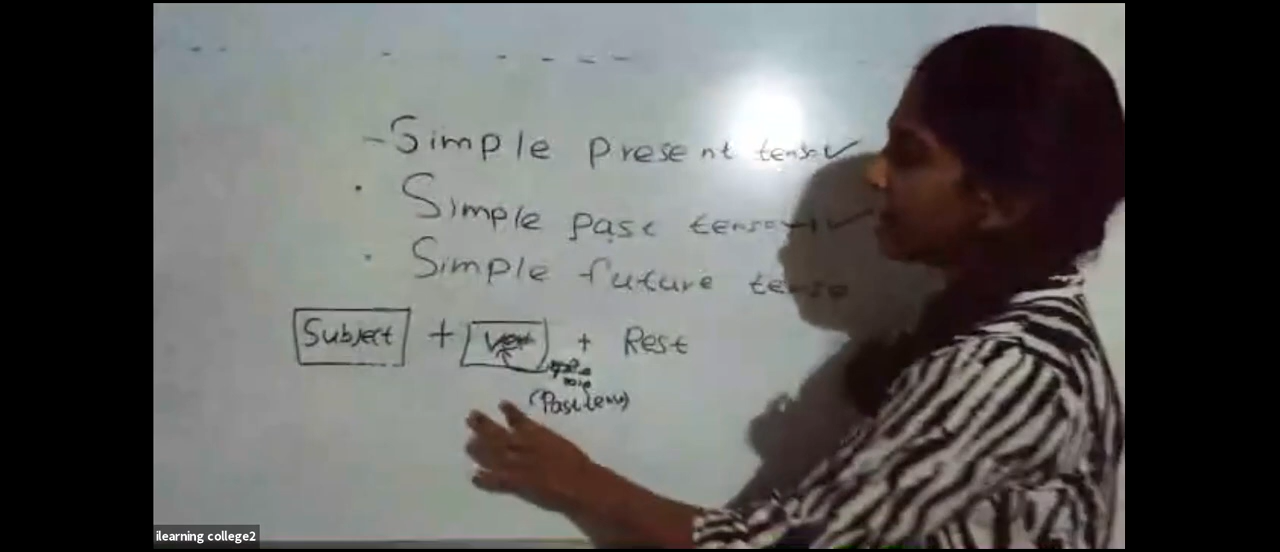 - Simple present tense ✓
. Simple past tense ✓
. Simple future tense
Subject + Verb + Rest
(Past tense)
ilearning college2